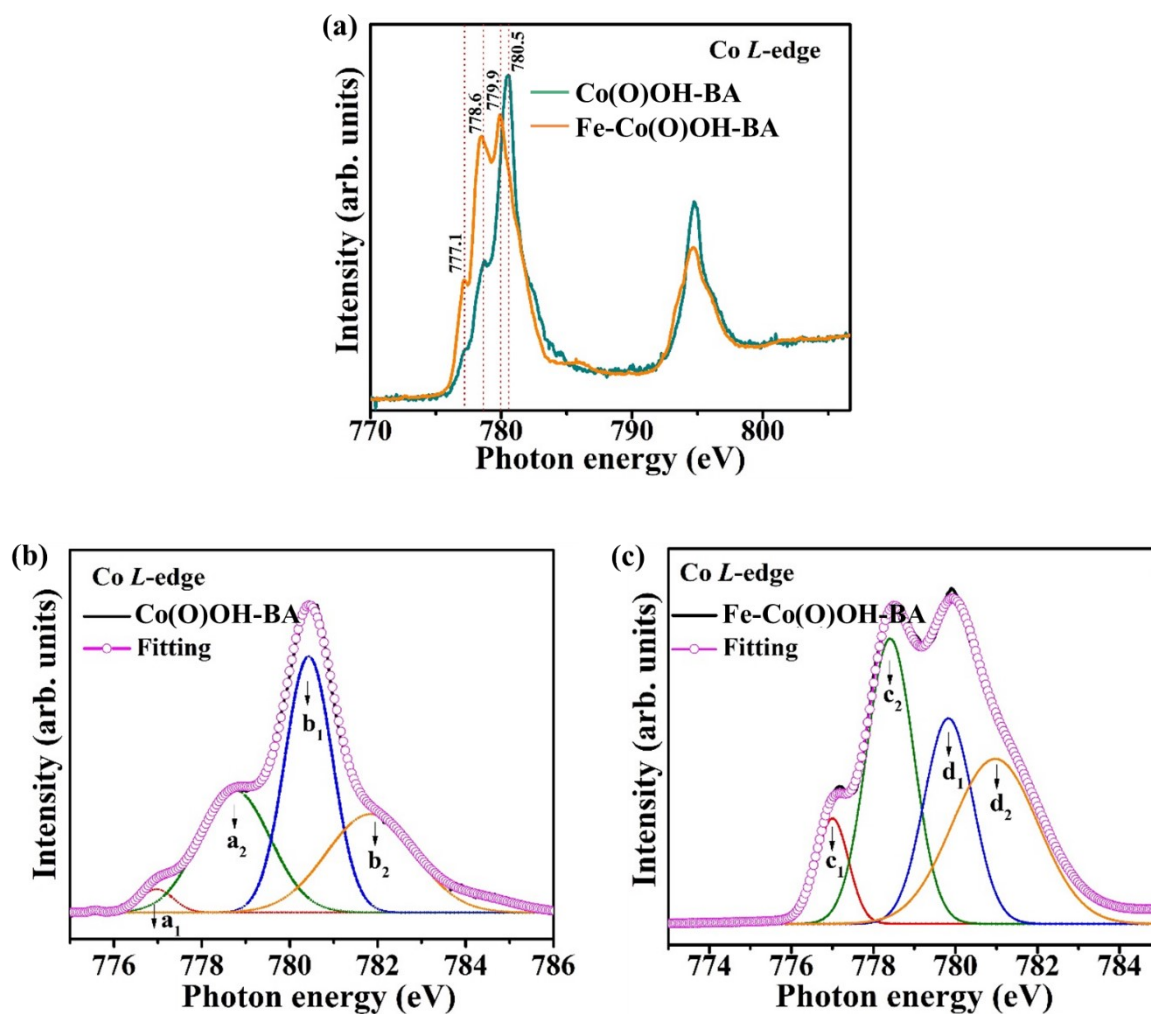 (a)
Co L-edge
Co(O)OH-BA
Fe-Co(O)OH-BA
777.1
778.6
779.9
780.5
Intensity (arb. units)
770 780 790 800
Photon energy (eV)
(b)
Co L-edge
Co(O)OH-BA
Fitting
a₁
a₂
b₁
b₂
Intensity (arb. units)
776 778 780 782 784 786
Photon energy (eV)
(c)
Co L-edge
Fe-Co(O)OH-BA
Fitting
c₁
c₂
d₁
d₂
Intensity (arb. units)
774 776 778 780 782 784
Photon energy (eV)